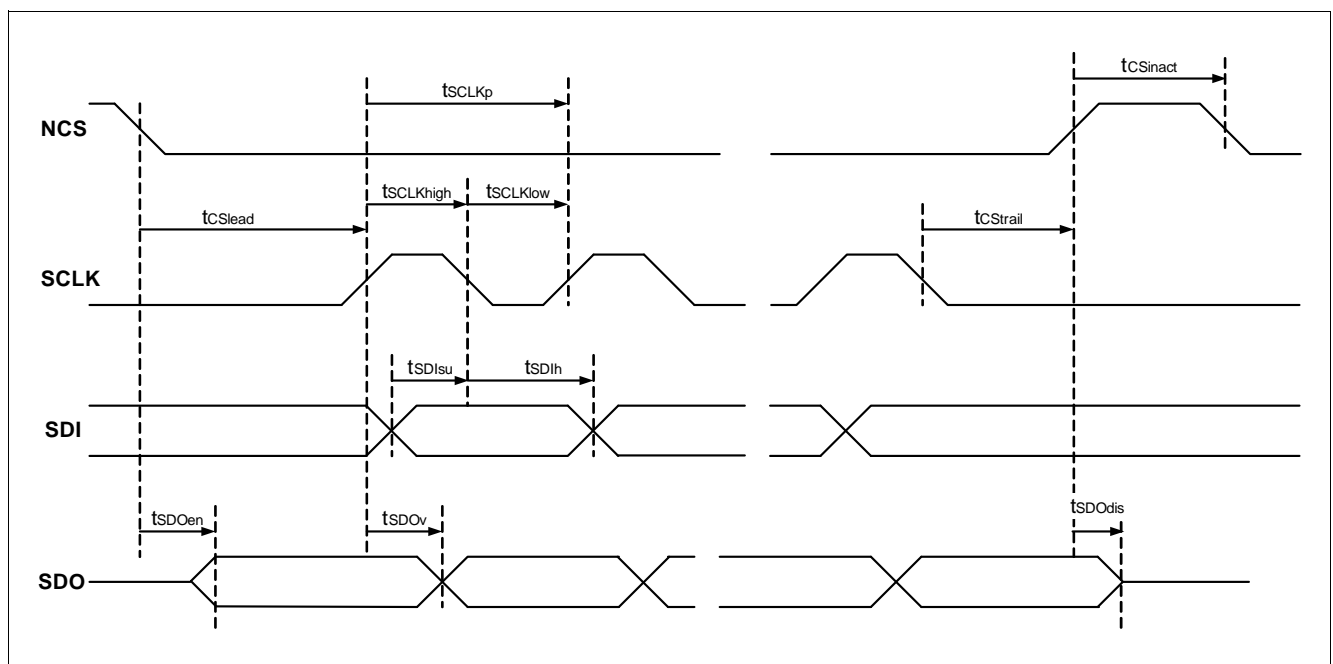 tCSinact
tSCLKp
NCS
tSCLKhigh
tSCLKlow
tCSlead
tCStrail
SCLK
tSDIsu
tSDIh
SDI
tSDOen
tSDOv
tSDOdis
SDO